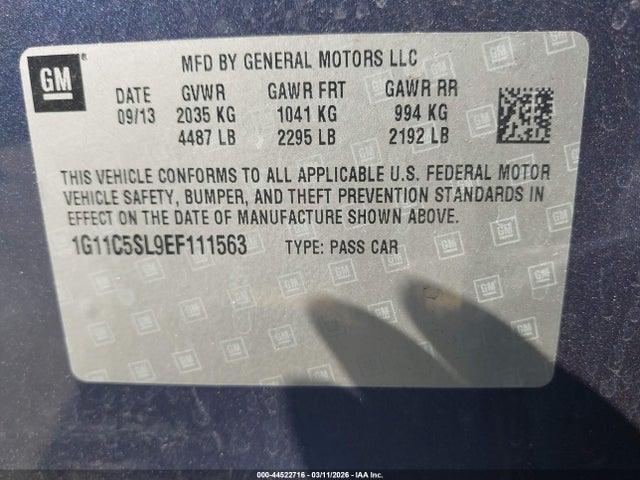 GM
MFD BY GENERAL MOTORS LLC
DATE GVWR GAWR FRT GAWR RR
09/13 2035 KG 1041 KG 994 KG
4487 LB 2295 LB 2192 LB
THIS VEHICLE CONFORMS TO ALL APPLICABLE U.S. FEDERAL MOTOR
VEHICLE SAFETY, BUMPER, AND THEFT PREVENTION STANDARDS IN
EFFECT ON THE DATE OF MANUFACTURE SHOWN ABOVE.
1G11C5SL9EF111563 TYPE: PASS CAR
000-44522716 - 03/11/2026 - IAA Inc.